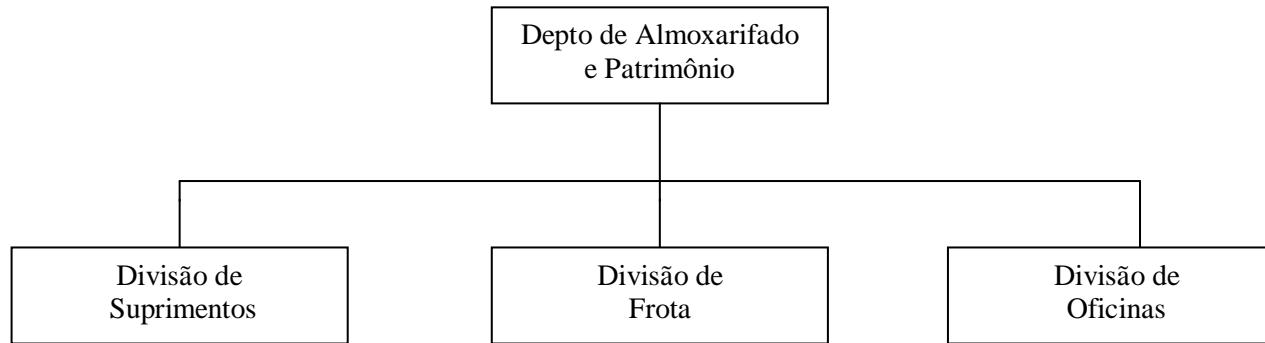 Depto de Almoxarifado
e Patrimônio
Divisão de
Suprimentos
Divisão de
Frota
Divisão de
Oficinas